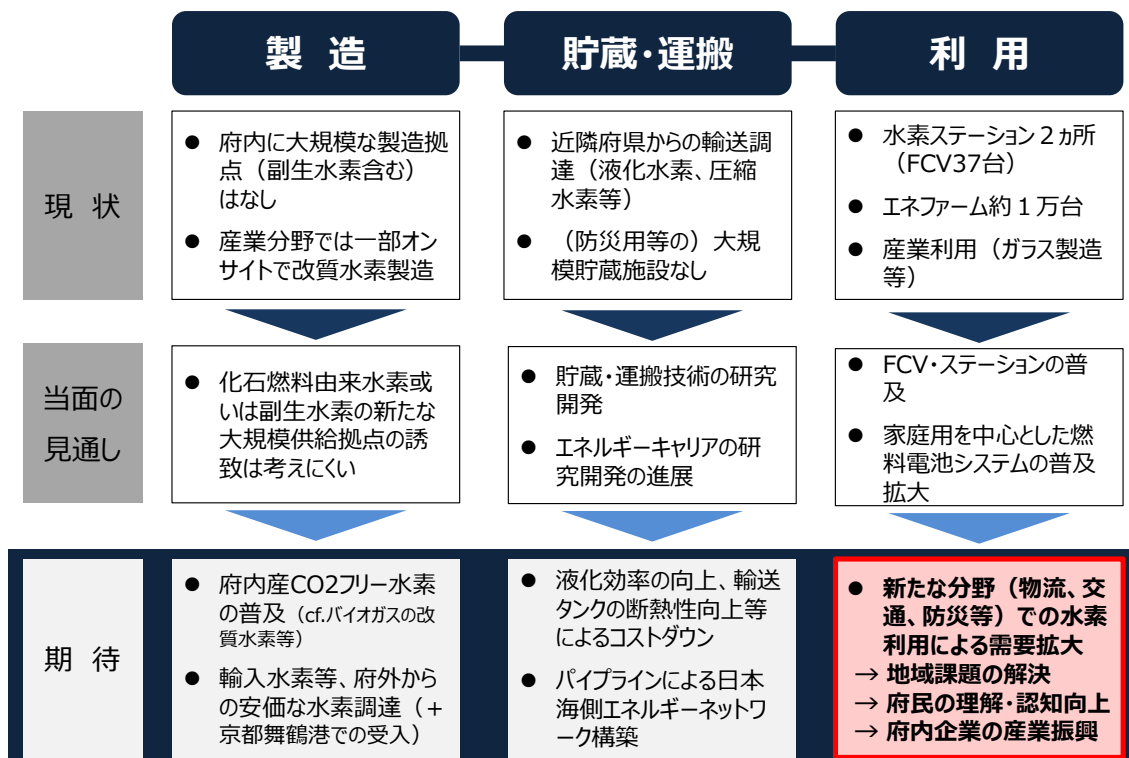 製 造
貯蔵・運搬
利 用
現 状
● 府内に大規模な製造拠
点（副生水素含む）
はなし
● 産業分野では一部オン
サイトで改質水素製造
● 近隣府県からの輸送調
達（液化水素、圧縮
水素等）
● （防災用等の）大規
模貯蔵施設なし
● 水素ステーション２ヵ所
（FCV37台）
● エネファーム約１万台
● 産業利用（ガラス製造
等）
当面の
見通し
● 化石燃料由来水素或
いは副生水素の新たな
大規模供給拠点の誘
致は考えにくい
● 貯蔵・運搬技術の研究
開発
● エネルギーキャリアの研
究開発の進展
● FCV・ステーションの普
及
● 家庭用を中心とした燃
料電池システムの普及
拡大
期 待
● 府内産CO2フリー水素
の普及（cf.バイオガスの改
質水素等）
● 輸入水素等、府外から
の安価な水素調達（＋
京都舞鶴港での受入）
● 液化効率の向上、輸送
タンクの断熱性向上等
によるコストダウン
● パイプラインによる日本
海側エネルギーネットワ
ーク構築
● 新たな分野（物流、交
通、防災等）での水素
利用による需要拡大
→ 地域課題の解決
→ 府民の理解・認知向上
→ 府内企業の産業振興